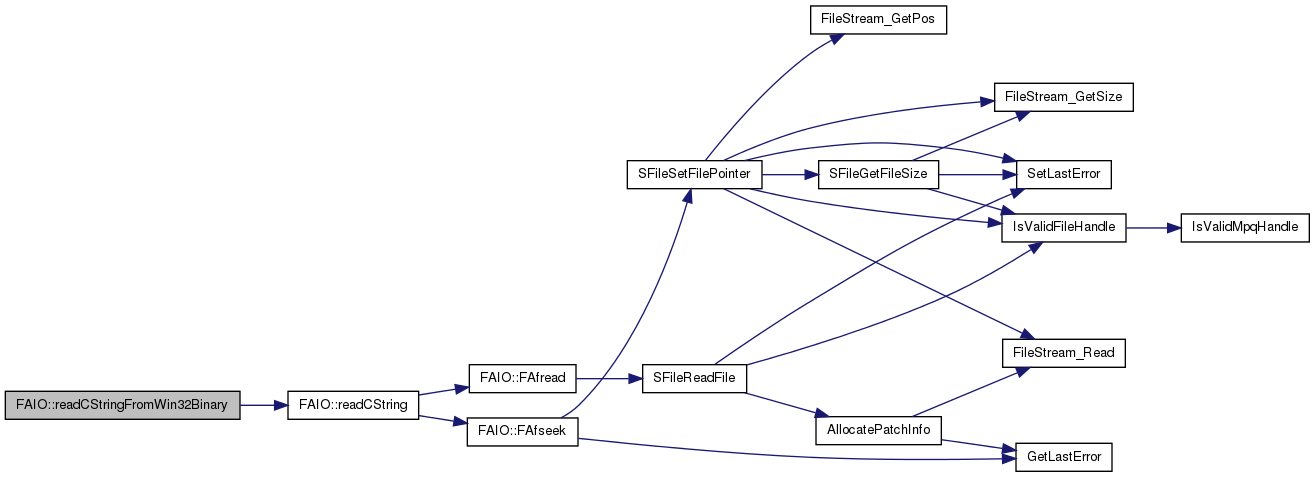 FileStream_GetPos
FileStream_GetSize
SFileSetFilePointer
SFileGetFileSize
SetLastError
IsValidFileHandle
IsValidMpqHandle
FileStream_Read
FAIO::FAfread
SFileReadFile
FAIO::readCStringFromWin32Binary
FAIO::readCString
FAIO::FAfseek
AllocatePatchInfo
GetLastError